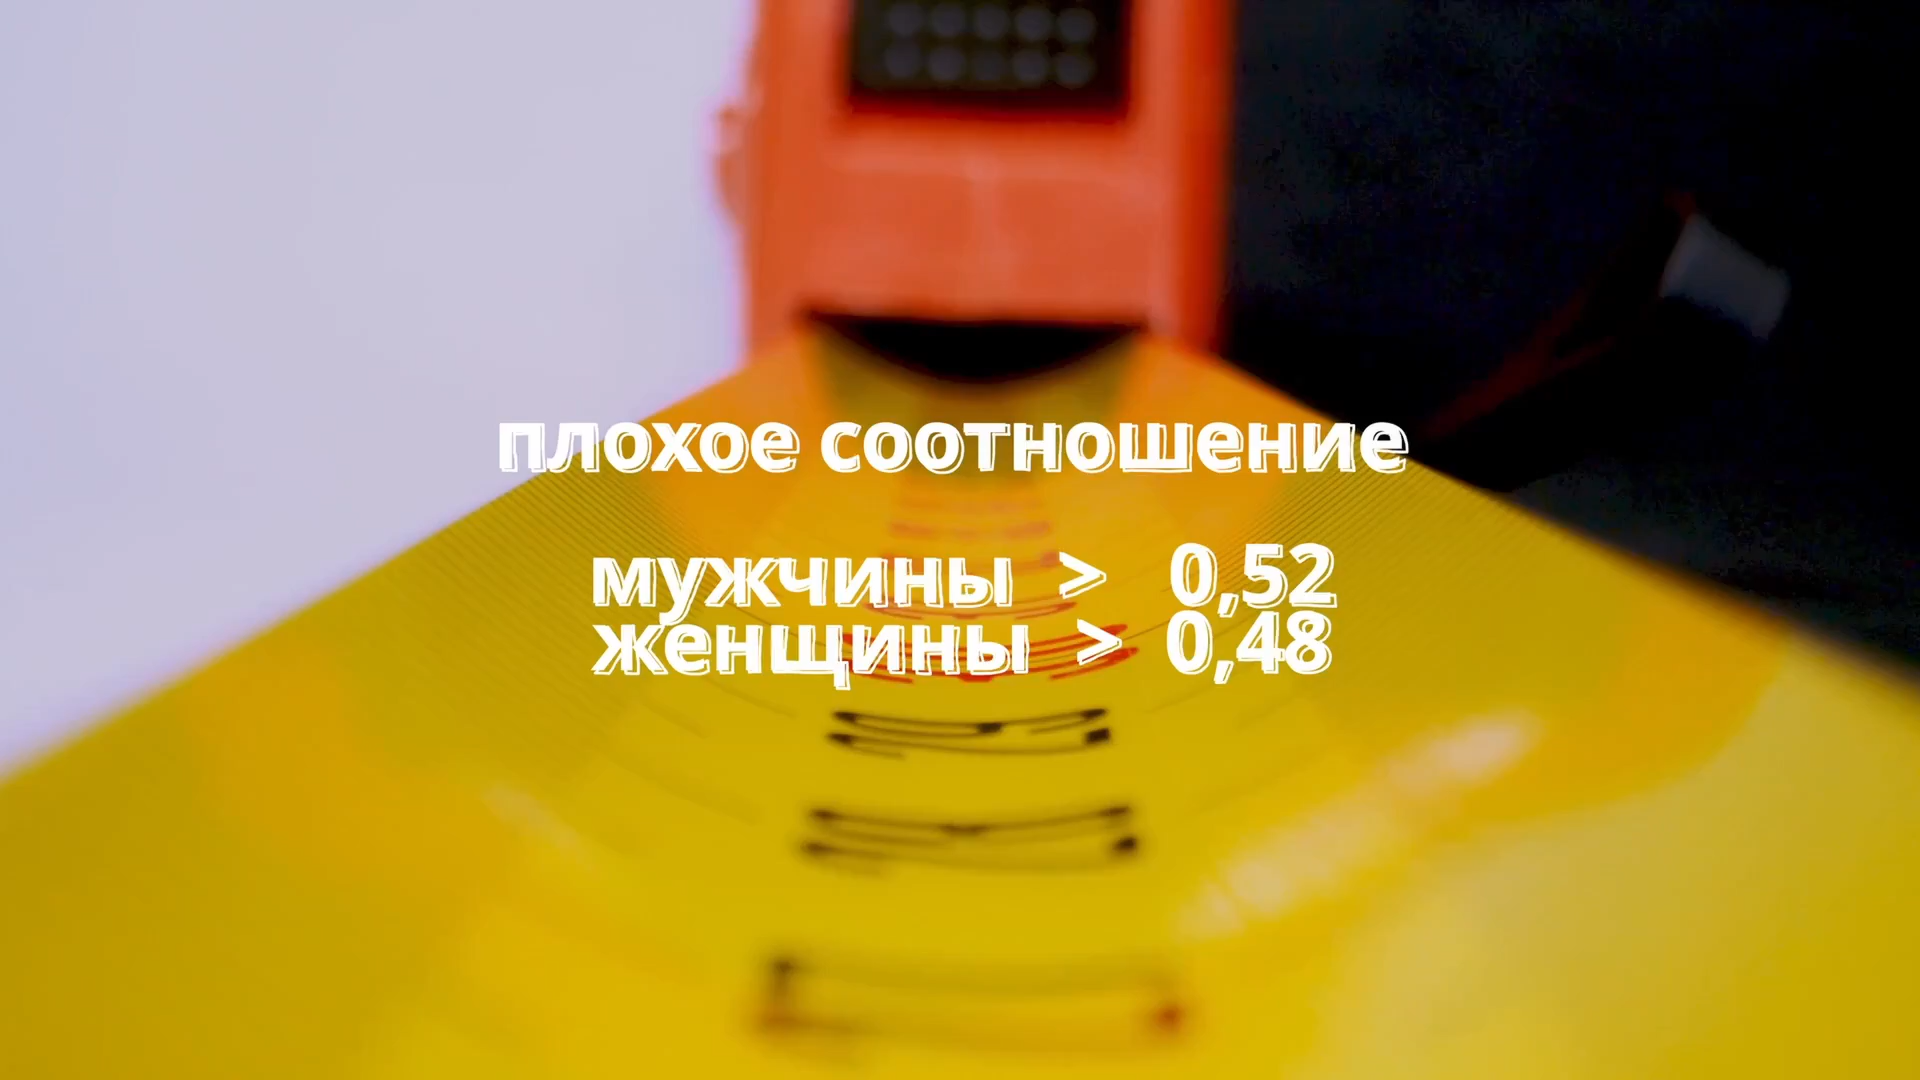 плохое соотношение
мужчины > 0,52
женщины > 0,48